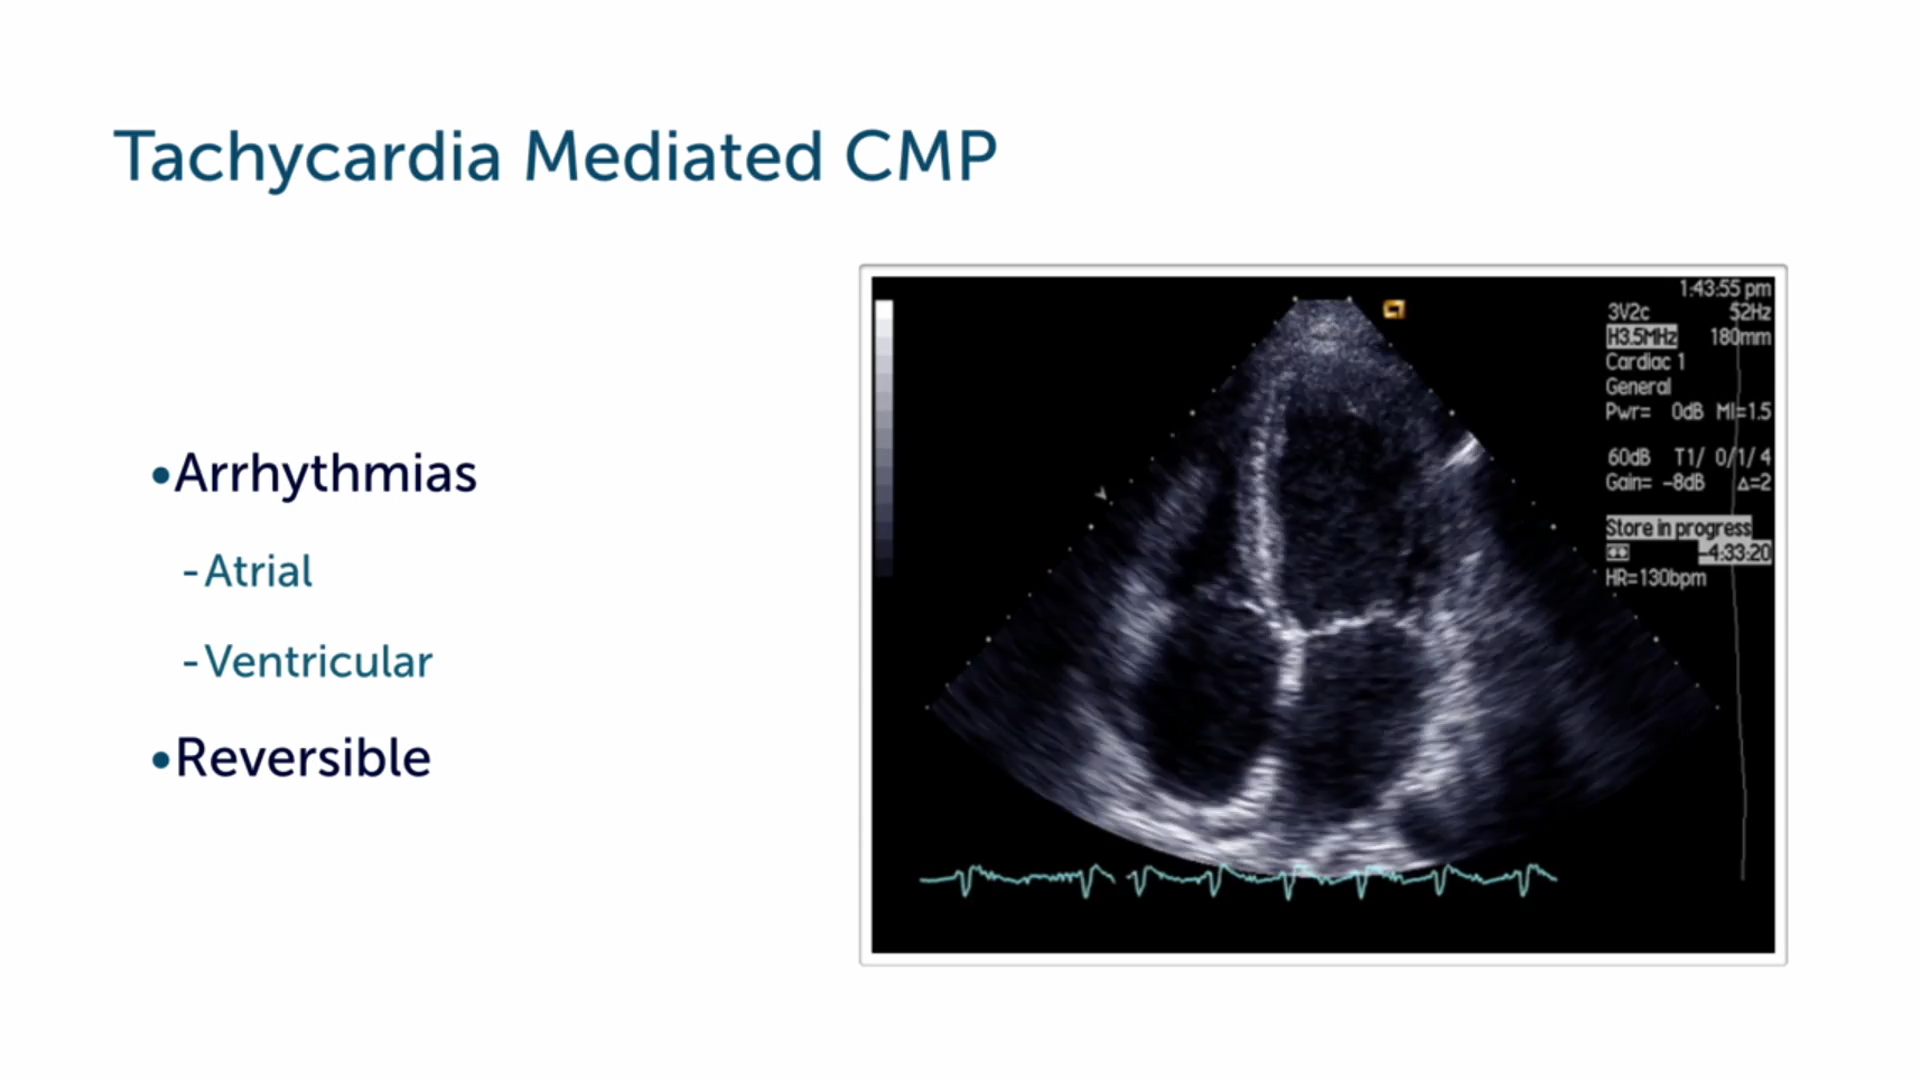 Tachycardia Mediated CMP
•Arrhythmias
-Atrial
-Ventricular
•Reversible
1:43:55 pm
3V2c 52Hz
H3.5MHz 180mm
Cardiac 1
General
Pwr= 0dB MI=1.5
60dB T1/ 0/1/ 4
Gain= -8dB Δ=2
Store in progress
-4:33:20
HR=130bpm